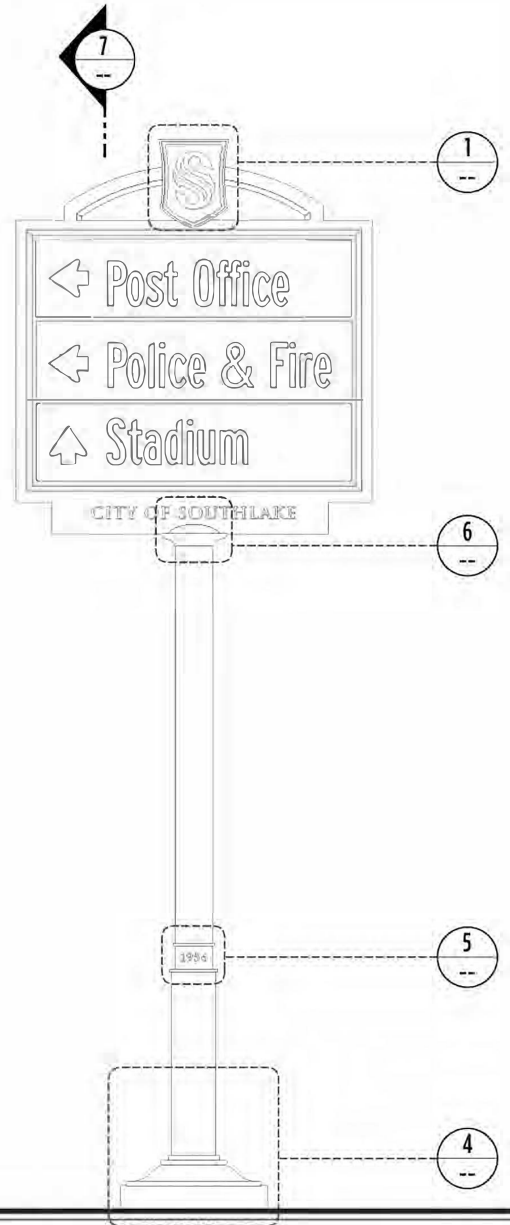 7
--
1
--
S
Post Office
Police & Fire
Stadium
CITY OF SOUTHLAKE
6
--
1956
5
--
4
--